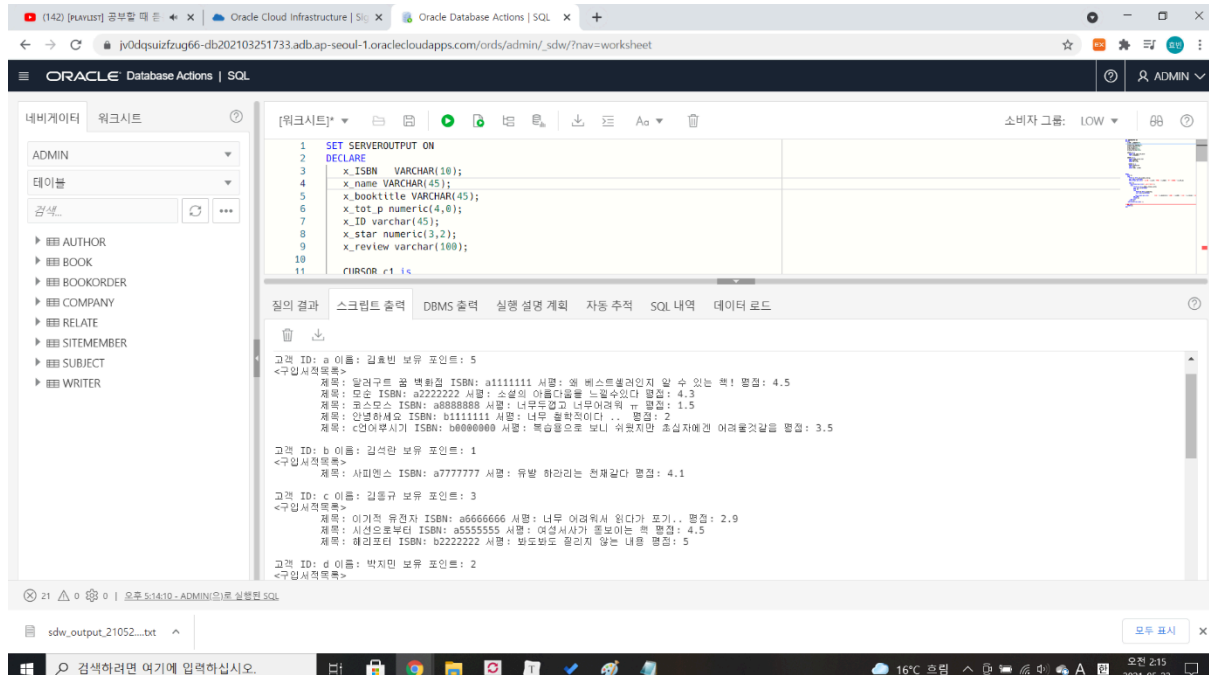 (142) [PLAYLIST] 공부할 때 듣
Oracle Cloud Infrastructure | Sig
Oracle Database Actions | SQL
jv0dqsuizfzug66-db202103251733.adb.ap-seoul-1.oraclecloudapps.com/ords/admin/_sdw/?nav=worksheet
EX
효빈
ORACLE Database Actions | SQL
ADMIN
네비게이터 워크시트
[워크시트]*
Aa
소비자 그룹: LOW
ADMIN
테이블
검색...
AUTHOR
BOOK
BOOKORDER
COMPANY
RELATE
SITEMEMBER
SUBJECT
WRITER
1 SET SERVEROUTPUT ON
2 DECLARE
3 x_ISBN VARCHAR(10);
4 x_name VARCHAR(45);
5 x_booktitle VARCHAR(45);
6 x_tot_p numeric(4,0);
7 x_ID varchar(45);
8 x_star numeric(3,2);
9 x_review varchar(100);
10
11 CURSOR c1 is
질의 결과 스크립트 출력 DBMS 출력 실행 설명 계획 자동 추적 SQL 내역 데이터 로드
고객 ID: a 이름: 김효빈 보유 포인트: 5
<구입서적목록>
제목: 달러구트 꿈 백화점 ISBN: a1111111 서평: 왜 베스트셀러인지 알 수 있는 책! 평점: 4.5
제목: 모순 ISBN: a2222222 서평: 소설의 아름다움을 느낄수있다 평점: 4.3
제목: 코스모스 ISBN: a8888888 서평: 너무두껍고 너무어려워 ㅠ 평점: 1.5
제목: 안녕하세요 ISBN: b1111111 서평: 너무 철학적이다 .. 평점: 2
제목: c언어뿌시기 ISBN: b0000000 서평: 복습용으로 보니 쉬웠지만 초심자에겐 어려울것같음 평점: 3.5
고객 ID: b 이름: 김석란 보유 포인트: 1
<구입서적목록>
제목: 사피엔스 ISBN: a7777777 서평: 유발 하라리는 천재같다 평점: 4.1
고객 ID: c 이름: 김동규 보유 포인트: 3
<구입서적목록>
제목: 이기적 유전자 ISBN: a6666666 서평: 너무 어려워서 읽다가 포기.. 평점: 2.9
제목: 시선으로부터 ISBN: a5555555 서평: 여성서사가 돋보이는 책 평점: 4.5
제목: 해리포터 ISBN: b2222222 서평: 봐도봐도 질리지 않는 내용 평점: 5
고객 ID: d 이름: 박지민 보유 포인트: 2
<구입서적목록>
21 0 0 | 오후 5:14:10 - ADMIN(으)로 실행된 SQL
sdw_output_21052....txt
모두 표시
검색하려면 여기에 입력하십시오.
16°C 흐림
A 한
오전 2:15